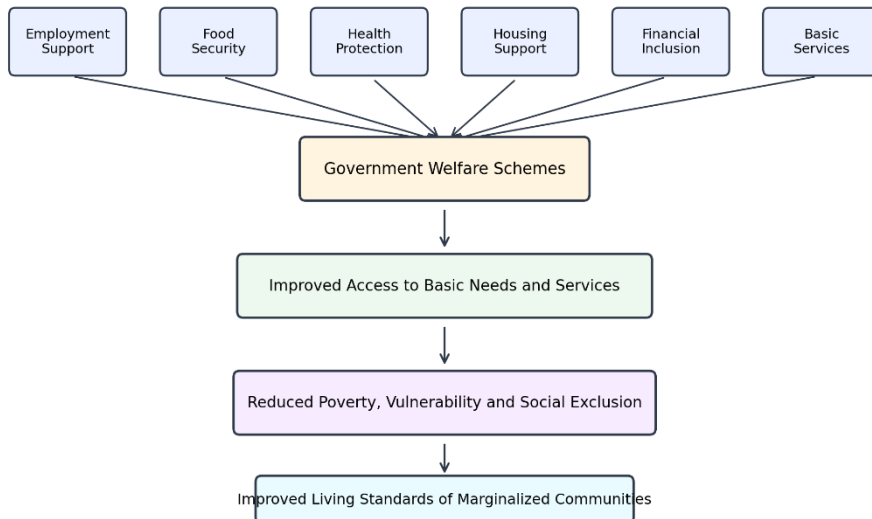 Employment
Support
Food
Security
Health
Protection
Housing
Support
Financial
Inclusion
Basic
Services
Government Welfare Schemes
Improved Access to Basic Needs and Services
Reduced Poverty, Vulnerability and Social Exclusion
Improved Living Standards of Marginalized Communities